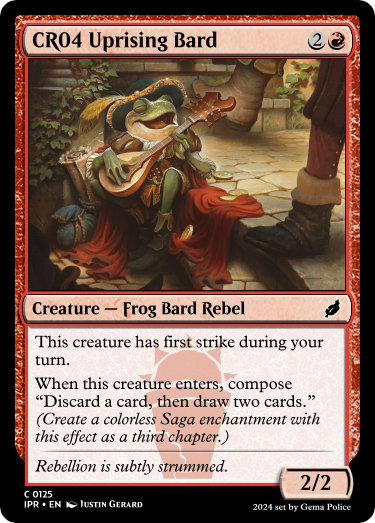 CR04 Uprising Bard 2
Creature — Frog Bard Rebel
This creature has first strike during your
turn.
When this creature enters, compose
“Discard a card, then draw two cards.”
(Create a colorless Saga enchantment with
this effect as a third chapter.)
Rebellion is subtly strummed.
2/2
C 0125
IPR • EN Justin Gerard
2024 set by Gema Police